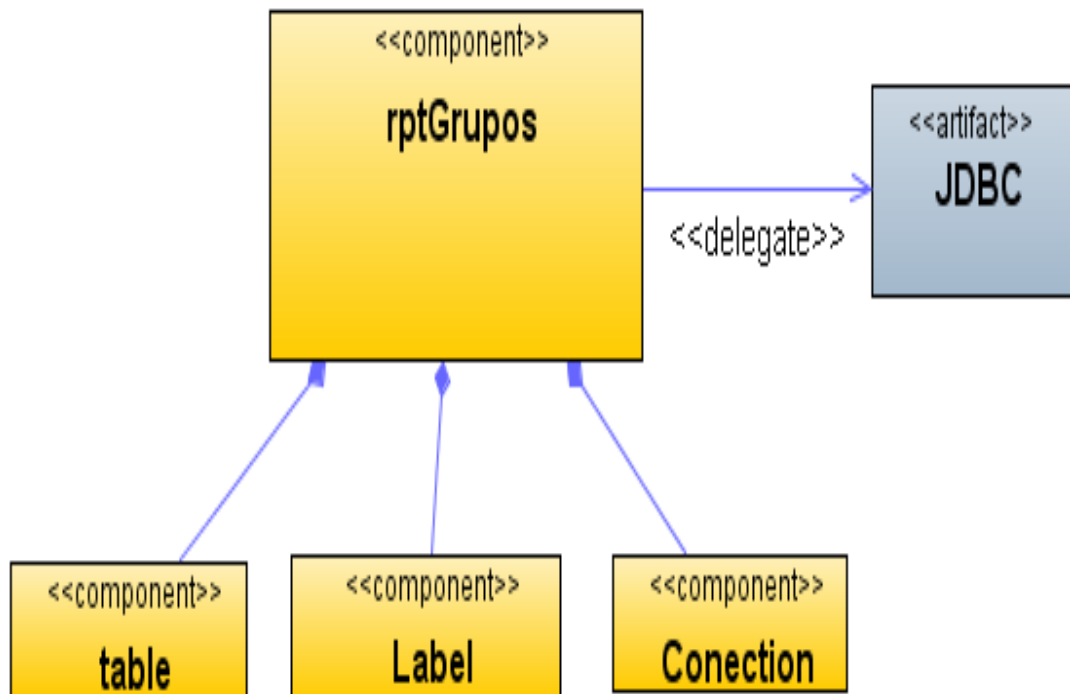 <<component>>
rptGrupos
<<artifact>>
JDBC
<<delegate>>
<<component>>
table
<<component>>
Label
<<component>>
Conection